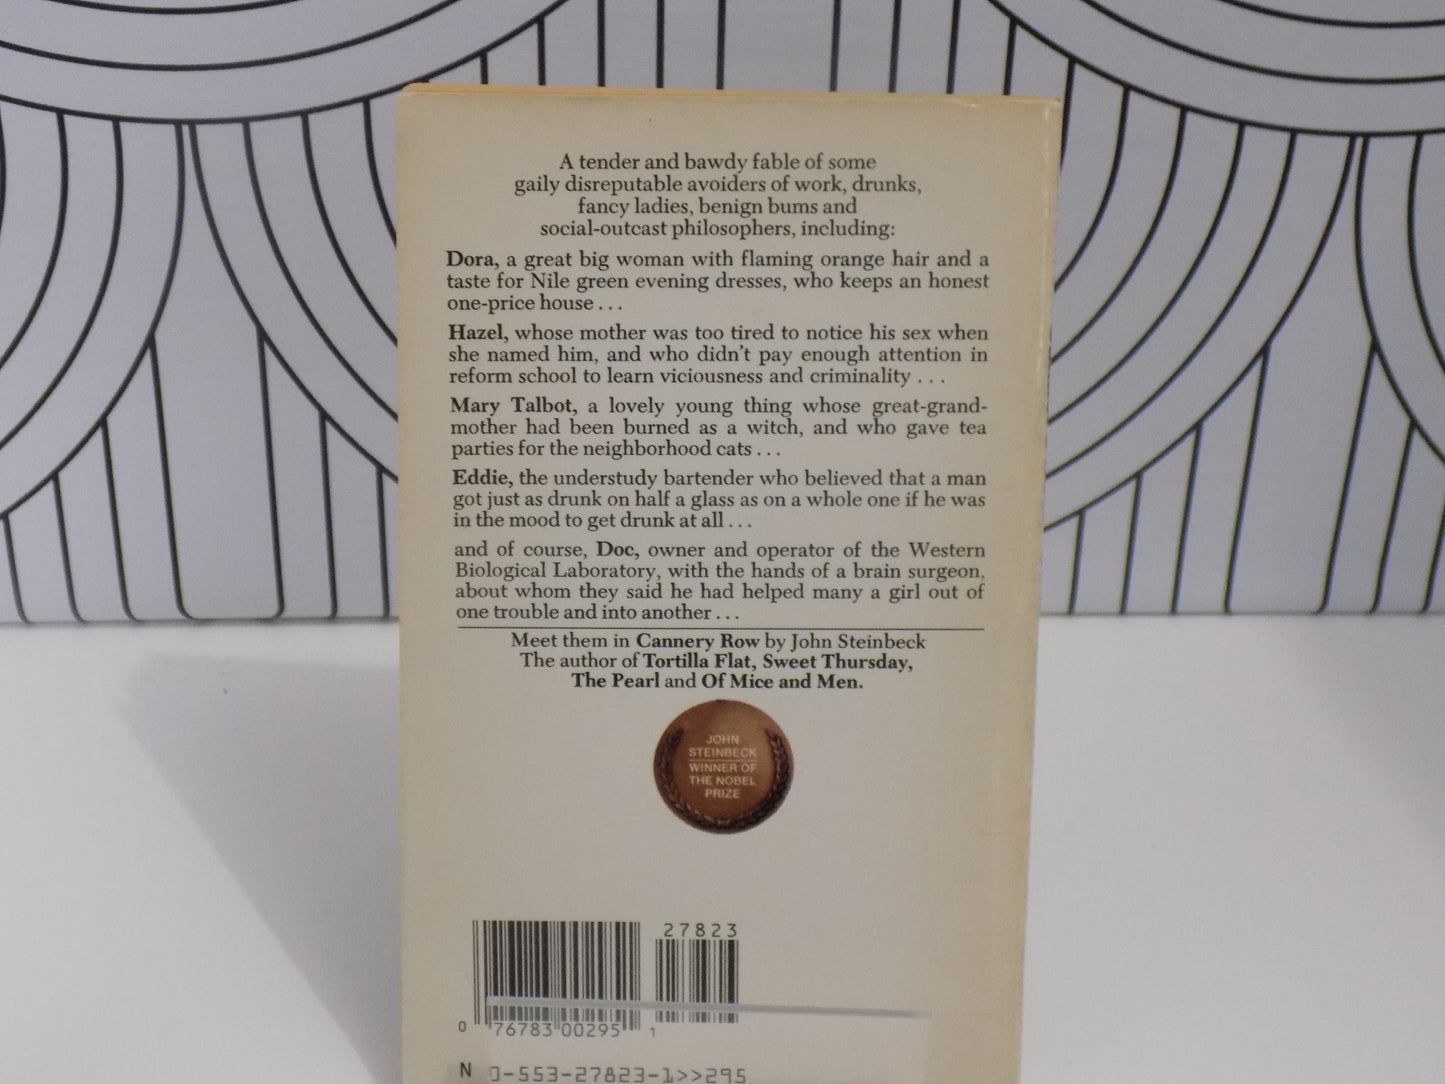 A tender and bawdy fable of some
gaily disreputable avoiders of work, drunks,
fancy ladies, benign bums and
social-outcast philosophers, including:
Dora, a great big woman with flaming orange hair and a
taste for Nile green evening dresses, who keeps an honest
one-price house . . .
Hazel, whose mother was too tired to notice his sex when
she named him, and who didn't pay enough attention in
reform school to learn viciousness and criminality . . .
Mary Talbot, a lovely young thing whose great-grand-
mother had been burned as a witch, and who gave tea
parties for the neighborhood cats . . .
Eddie, the understudy bartender who believed that a man
got just as drunk on half a glass as on a whole one if he was
in the mood to get drunk at all . . .
and of course, Doc, owner and operator of the Western
Biological Laboratory, with the hands of a brain surgeon,
about whom they said he had helped many a girl out of
one trouble and into another . . .
Meet them in Cannery Row by John Steinbeck
The author of Tortilla Flat, Sweet Thursday,
The Pearl and Of Mice and Men.
JOHN
STEINBECK
WINNER OF
THE NOBEL
PRIZE
27823
0 76783 00295 1
N 0-553-27823-1>>295